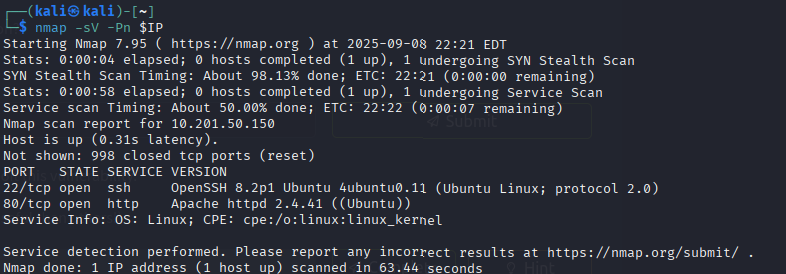 ┌──(kali㉿kali)-[~]
└─$ nmap -sV -Pn $IP
Starting Nmap 7.95 ( https://nmap.org ) at 2025-09-08 22:21 EDT
Stats: 0:00:04 elapsed; 0 hosts completed (1 up), 1 undergoing SYN Stealth Scan
SYN Stealth Scan Timing: About 98.13% done; ETC: 22:21 (0:00:00 remaining)
Stats: 0:00:58 elapsed; 0 hosts completed (1 up), 1 undergoing Service Scan
Service scan Timing: About 50.00% done; ETC: 22:22 (0:00:07 remaining)
Nmap scan report for 10.201.50.150
Submit
Host is up (0.31s latency).
Not shown: 998 closed tcp ports (reset)
PORT   STATE SERVICE VERSION
22/tcp open  ssh     OpenSSH 8.2p1 Ubuntu 4ubuntu0.11 (Ubuntu Linux; protocol 2.0)
80/tcp open  http    Apache httpd 2.4.41 ((Ubuntu))
Service Info: OS: Linux; CPE: cpe:/o:linux:linux_kernel
Service detection performed. Please report any incorrect results at https://nmap.org/submit/ .
Nmap done: 1 IP address (1 host up) scanned in 63.44 seconds
Hint